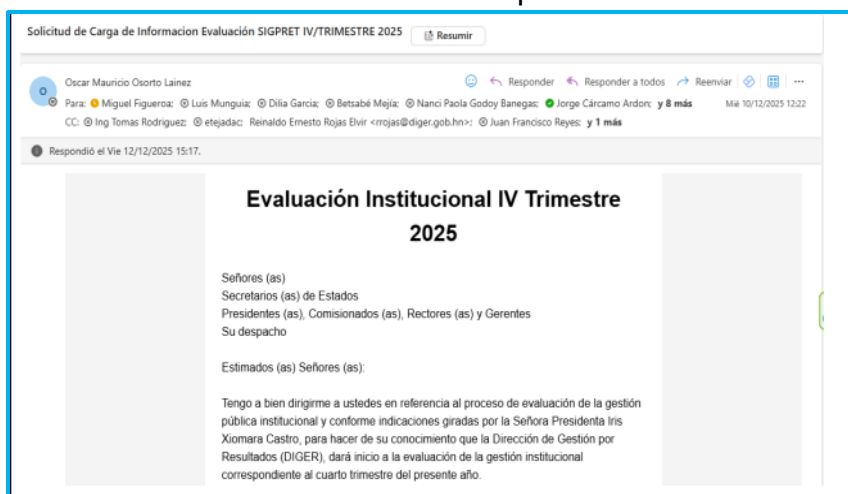 Solicitud de Carga de Informacion Evaluación SIGPRET IV/TRIMESTRE 2025
Resumir
Oscar Mauricio Osorto Lainez
Responder
Responder a todos
Reenviar
O
Para: Miguel Figueroa; Luis Munguia; Dilia Garcia; Betsabé Mejía; Nanci Paola Godoy Banegas; Jorge Cárcamo Ardon; y 8 más
Mié 10/12/2025 12:22
CC: Ing Tomas Rodriguez; etejadac; Reinaldo Ernesto Rojas Elvir <rrojas@diger.gob.hn>; Juan Francisco Reyes; y 1 más
Respondió el Vie 12/12/2025 15:17.
Evaluación Institucional IV Trimestre
2025
Señores (as)
Secretarios (as) de Estados
Presidentes (as), Comisionados (as), Rectores (as) y Gerentes
Su despacho
Estimados (as) Señores (as):
Tengo a bien dirigirme a ustedes en referencia al proceso de evaluación de la gestión
pública institucional y conforme indicaciones giradas por la Señora Presidenta Iris
Xiomara Castro, para hacer de su conocimiento que la Dirección de Gestión por
Resultados (DIGER), dará inicio a la evaluación de la gestión institucional
correspondiente al cuarto trimestre del presente año.